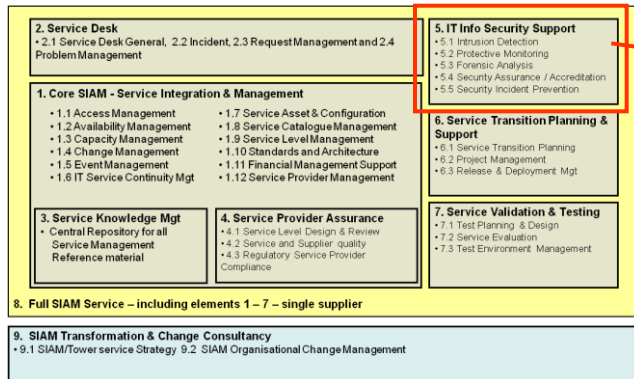 2. Service Desk
• 2.1 Service Desk General, 2.2 Incident, 2.3 Request Management and 2.4
Problem Management
1. Core SIAM - Service Integration & Management
• 1.1 Access Management
• 1.2 Availability Management
• 1.3 Capacity Management
• 1.4 Change Management
• 1.5 Event Management
• 1.6 IT Service Continuity Mgt
• 1.7 Service Asset & Configuration
• 1.8 Service Catalogue Management
• 1.9 Service Level Management
• 1.10 Standards and Architecture
• 1.11 Financial Management Support
• 1.12 Service Provider Management
3. Service Knowledge Mgt
• Central Repository for all
Service Management
Reference material
4. Service Provider Assurance
• 4.1 Service Level Design & Review
• 4.2 Service and Supplier quality
• 4.3 Regulatory Service Provider
Compliance
5. IT Info Security Support
• 5.1 Intrusion Detection
• 5.2 Protective Monitoring
• 5.3 Forensic Analysis
• 5.4 Security Assurance / Accreditation
• 5.5 Security Incident Prevention
6. Service Transition Planning &
Support
• 6.1 Service Transition Planning
• 6.2 Project Management
• 6.3 Release & Deployment Mgt
7. Service Validation & Testing
• 7.1 Test Planning & Design
• 7.2 Service Evaluation
• 7.3 Test Environment Management
8. Full SIAM Service – including elements 1 – 7 – single supplier
9. SIAM Transformation & Change Consultancy
• 9.1 SIAM/Tower service Strategy 9.2 SIAM Organisational Change Management